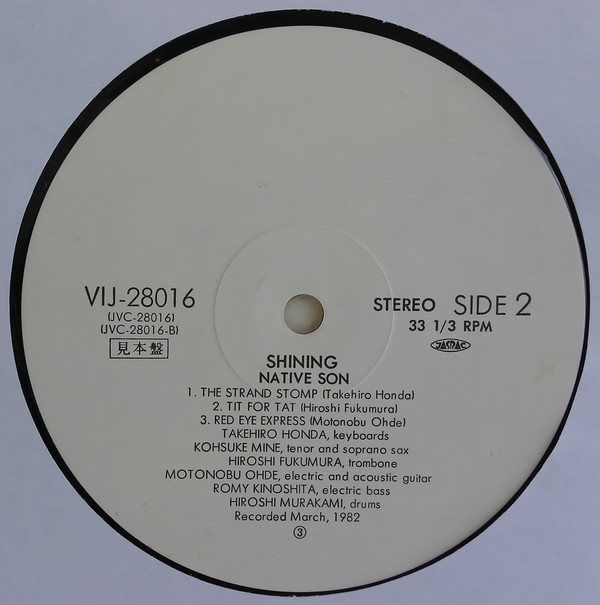 VIJ-28016
(JVC-28016)
(JVC-28016-B)
見本盤
STEREO SIDE 2
33 1/3 RPM
JASRAC
SHINING
NATIVE SON
1. THE STRAND STOMP (Takehiro Honda)
2. TIT FOR TAT (Hiroshi Fukumura)
3. RED EYE EXPRESS (Motonobu Ohde)
TAKEHIRO HONDA, keyboards
KOHSUKE MINE, tenor and soprano sax
HIROSHI FUKUMURA, trombone
MOTONOBU OHDE, electric and acoustic guitar
ROMY KINOSHITA, electric bass
HIROSHI MURAKAMI, drums
Recorded March, 1982
③